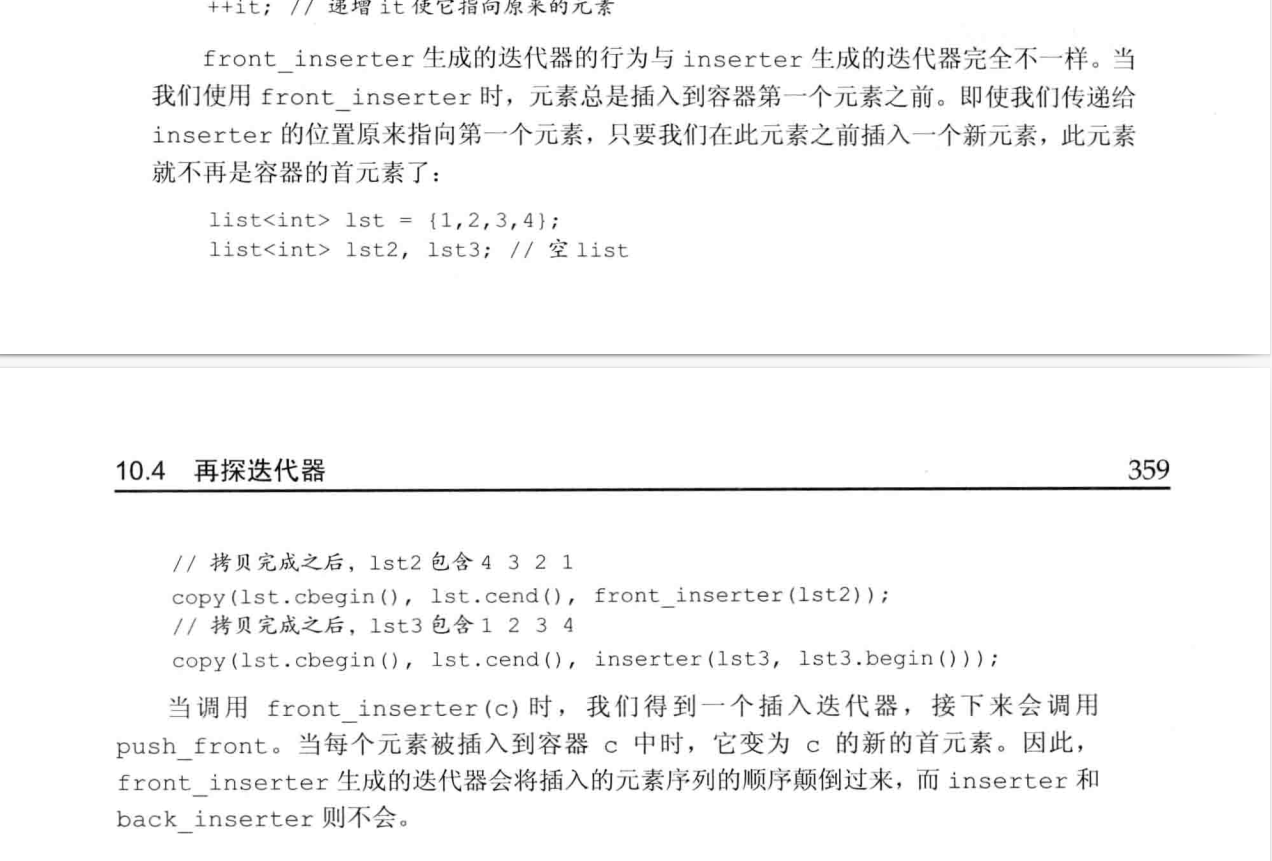 ++it; // 递增 it 使它指向原来的元素
front_inserter 生成的迭代器的行为与 inserter 生成的迭代器完全不一样。当
我们使用 front_inserter 时，元素总是插入到容器第一个元素之前。即使我们传递给
inserter 的位置原来指向第一个元素，只要我们在此元素之前插入一个新元素，此元素
就不再是容器的首元素了：
list<int> lst = {1,2,3,4};
list<int> lst2, lst3; // 空 list
10.4 再探迭代器 359
// 拷贝完成之后，lst2 包含 4 3 2 1
copy(lst.cbegin(), lst.cend(), front_inserter(lst2));
// 拷贝完成之后，lst3 包含 1 2 3 4
copy(lst.cbegin(), lst.cend(), inserter(lst3, lst3.begin()));
当调用 front_inserter(c) 时，我们得到一个插入迭代器，接下来会调用
push_front。当每个元素被插入到容器 c 中时，它变为 c 的新的首元素。因此，
front_inserter 生成的迭代器会将插入的元素序列的顺序颠倒过来，而 inserter 和
back_inserter 则不会。